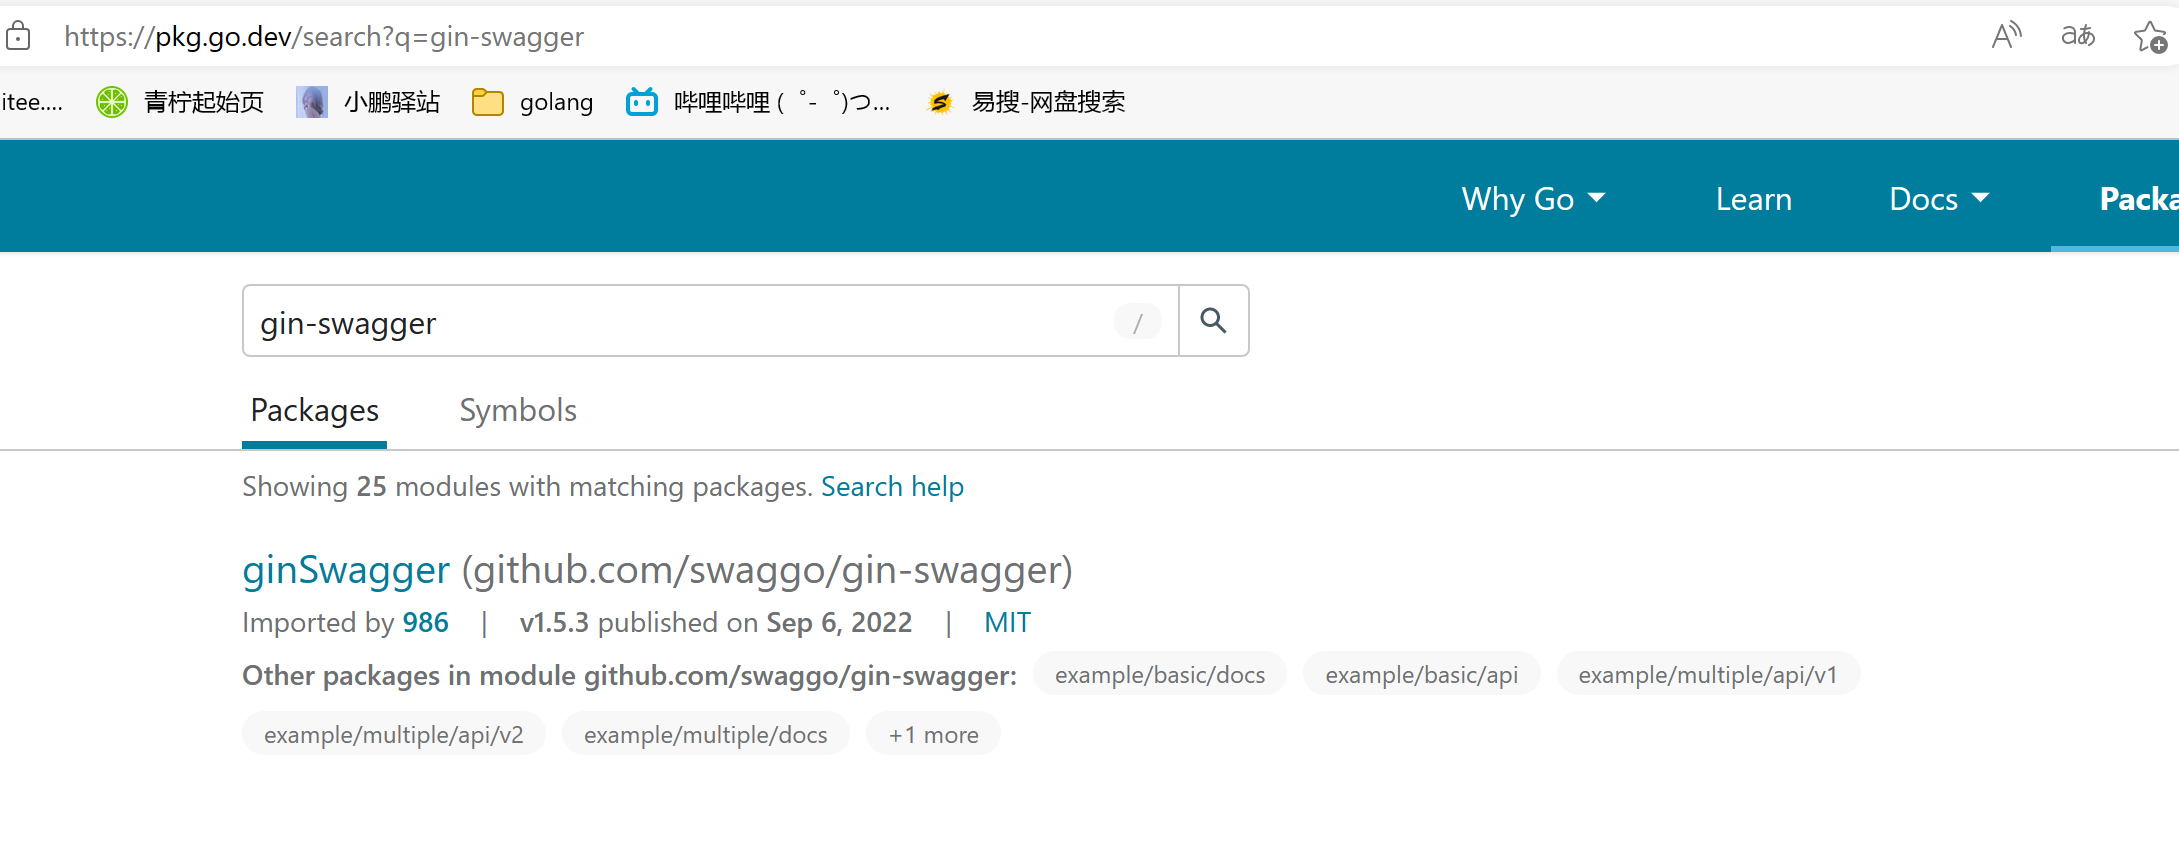 https://pkg.go.dev/search?q=gin-swagger
itee.... 青柠起始页 小鹏驿站 golang 哔哩哔哩 (゜-゜)つ... 易搜-网盘搜索
Why Go Learn Docs Packa
gin-swagger /
Packages Symbols
Showing 25 modules with matching packages. Search help
ginSwagger (github.com/swaggo/gin-swagger)
Imported by 986 | v1.5.3 published on Sep 6, 2022 | MIT
Other packages in module github.com/swaggo/gin-swagger: example/basic/docs example/basic/api example/multiple/api/v1
example/multiple/api/v2 example/multiple/docs +1 more